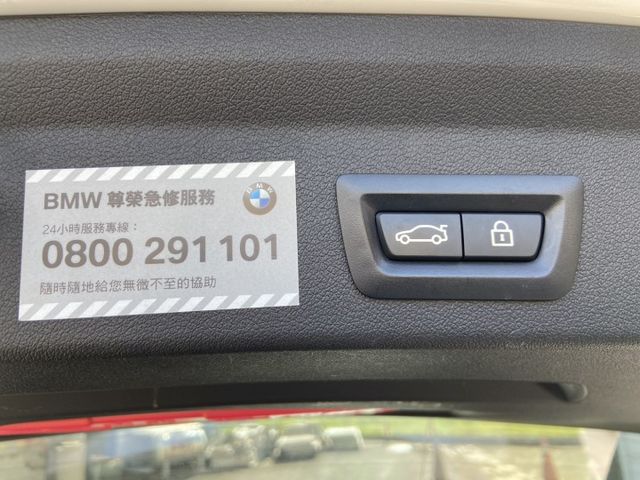 BMW 尊榮急修服務
BMW
24小時服務專線：
0800 291 101
隨時隨地給您無微不至的協助